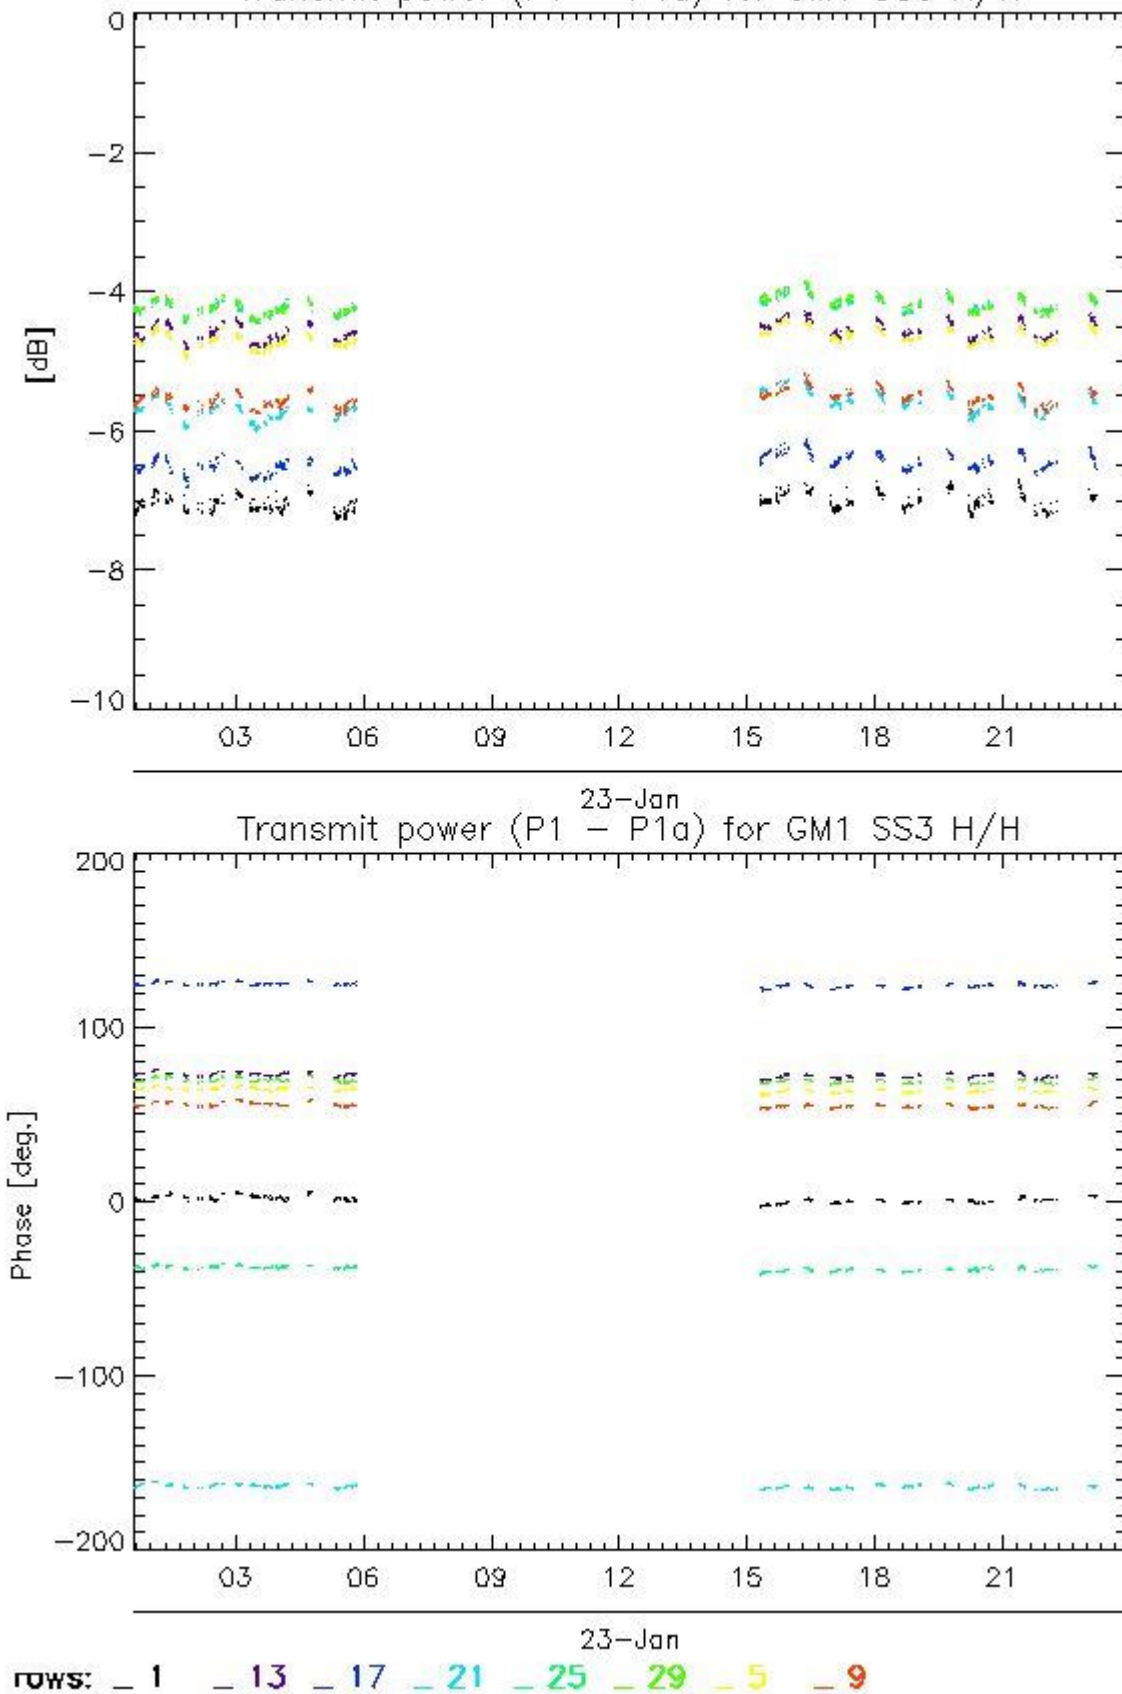 0
-2
-4
[dB]
-6
-8
-10
03 06 09 12 15 18 21
23-Jan
Transmit power (P1 - P1a) for GM1 SS3 H/H
200
100
Phase [deg.]
0
-100
-200
03 06 09 12 15 18 21
23-Jan
rows: _ 1 _ 13 _ 17 _ 21 _ 25 _ 29 _ 5 _ 9